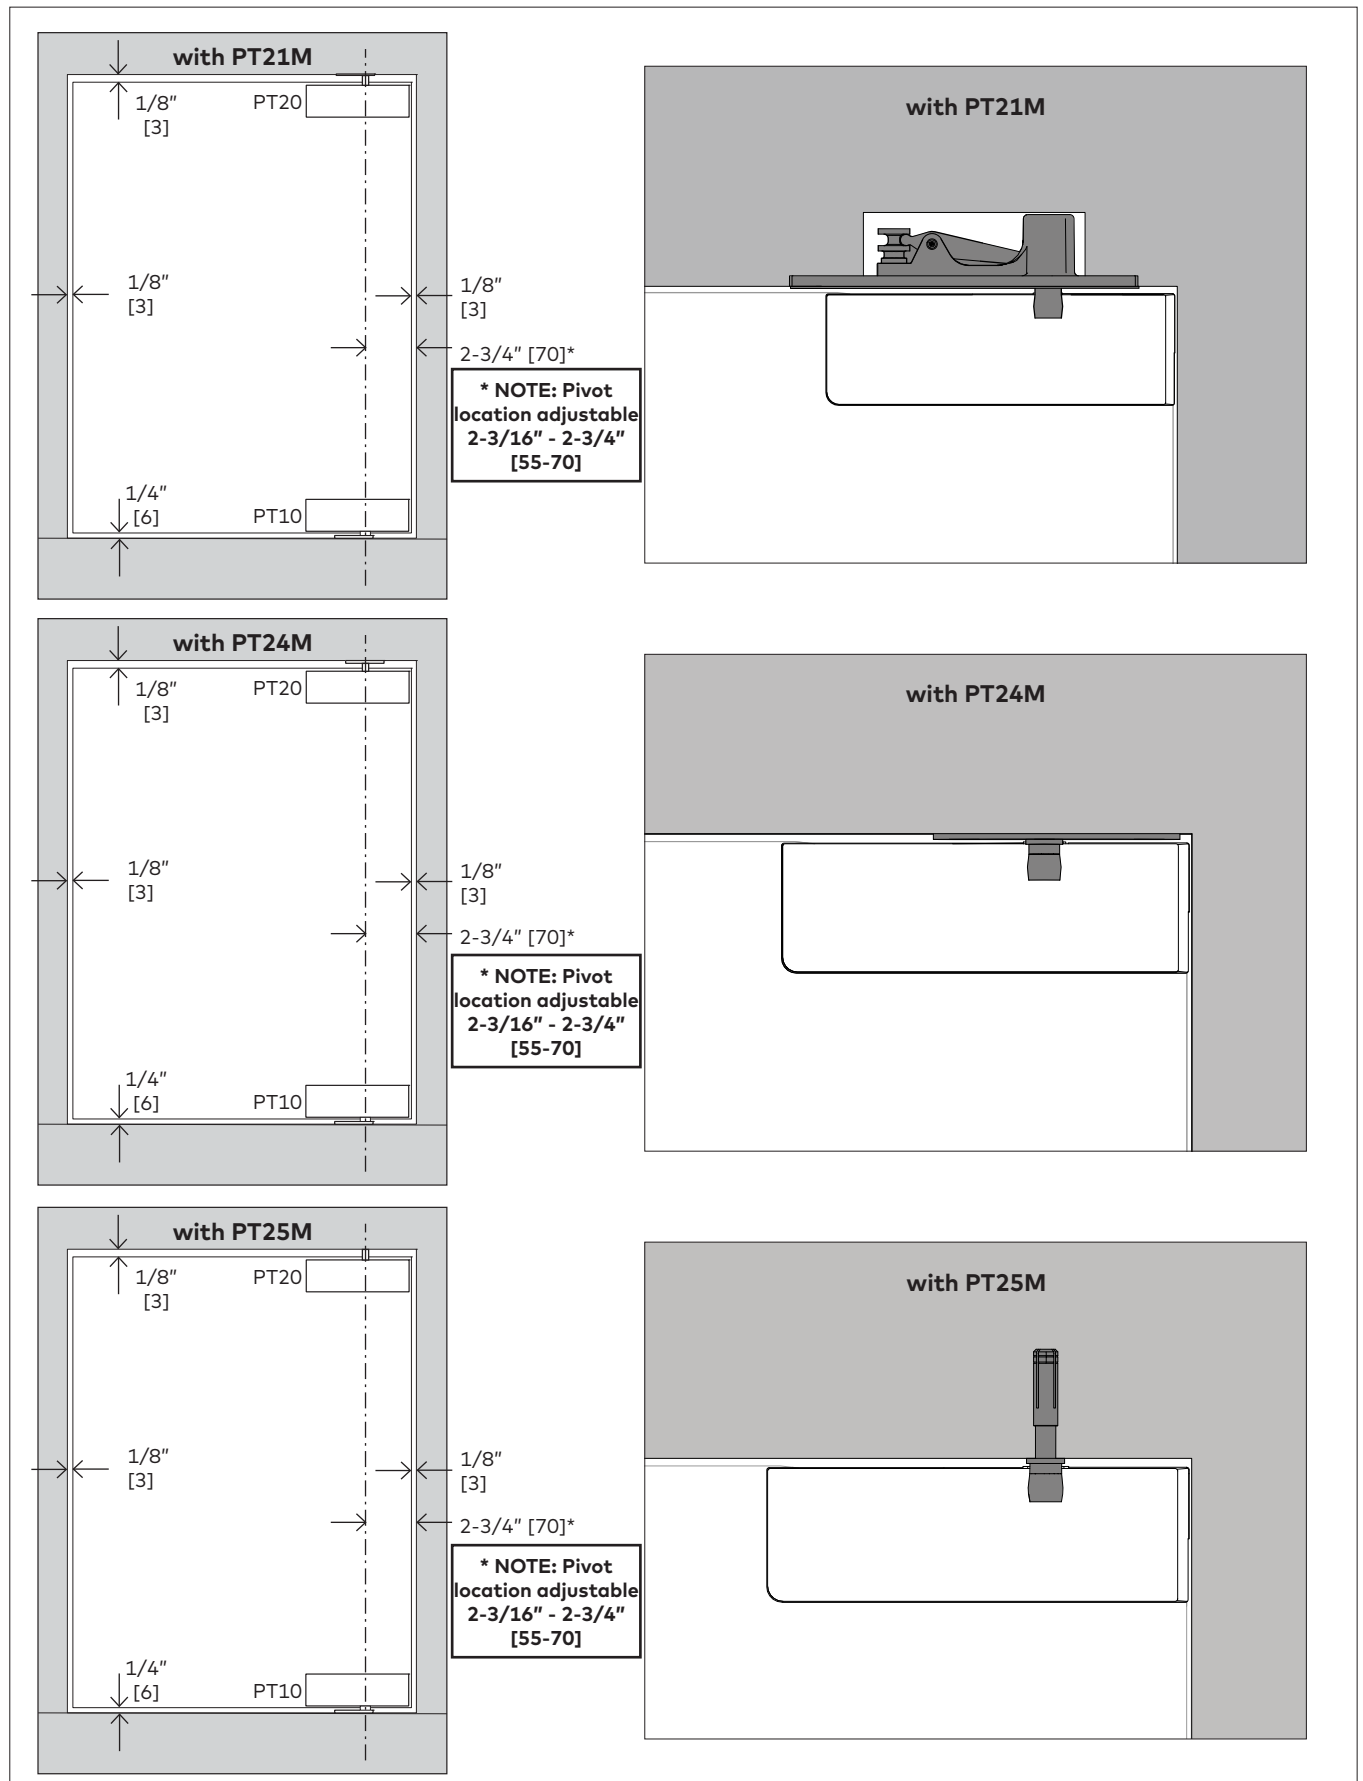 with PT21M
1/8"
[3]
PT20
1/8"
[3]
1/8"
[3]
2-3/4" [70]*
* NOTE: Pivot
location adjustable
2-3/16" - 2-3/4"
[55-70]
1/4"
[6]
PT10
with PT21M
with PT24M
1/8"
[3]
PT20
1/8"
[3]
1/8"
[3]
2-3/4" [70]*
* NOTE: Pivot
location adjustable
2-3/16" - 2-3/4"
[55-70]
1/4"
[6]
PT10
with PT24M
with PT25M
1/8"
[3]
PT20
1/8"
[3]
1/8"
[3]
2-3/4" [70]*
* NOTE: Pivot
location adjustable
2-3/16" - 2-3/4"
[55-70]
1/4"
[6]
PT10
with PT25M